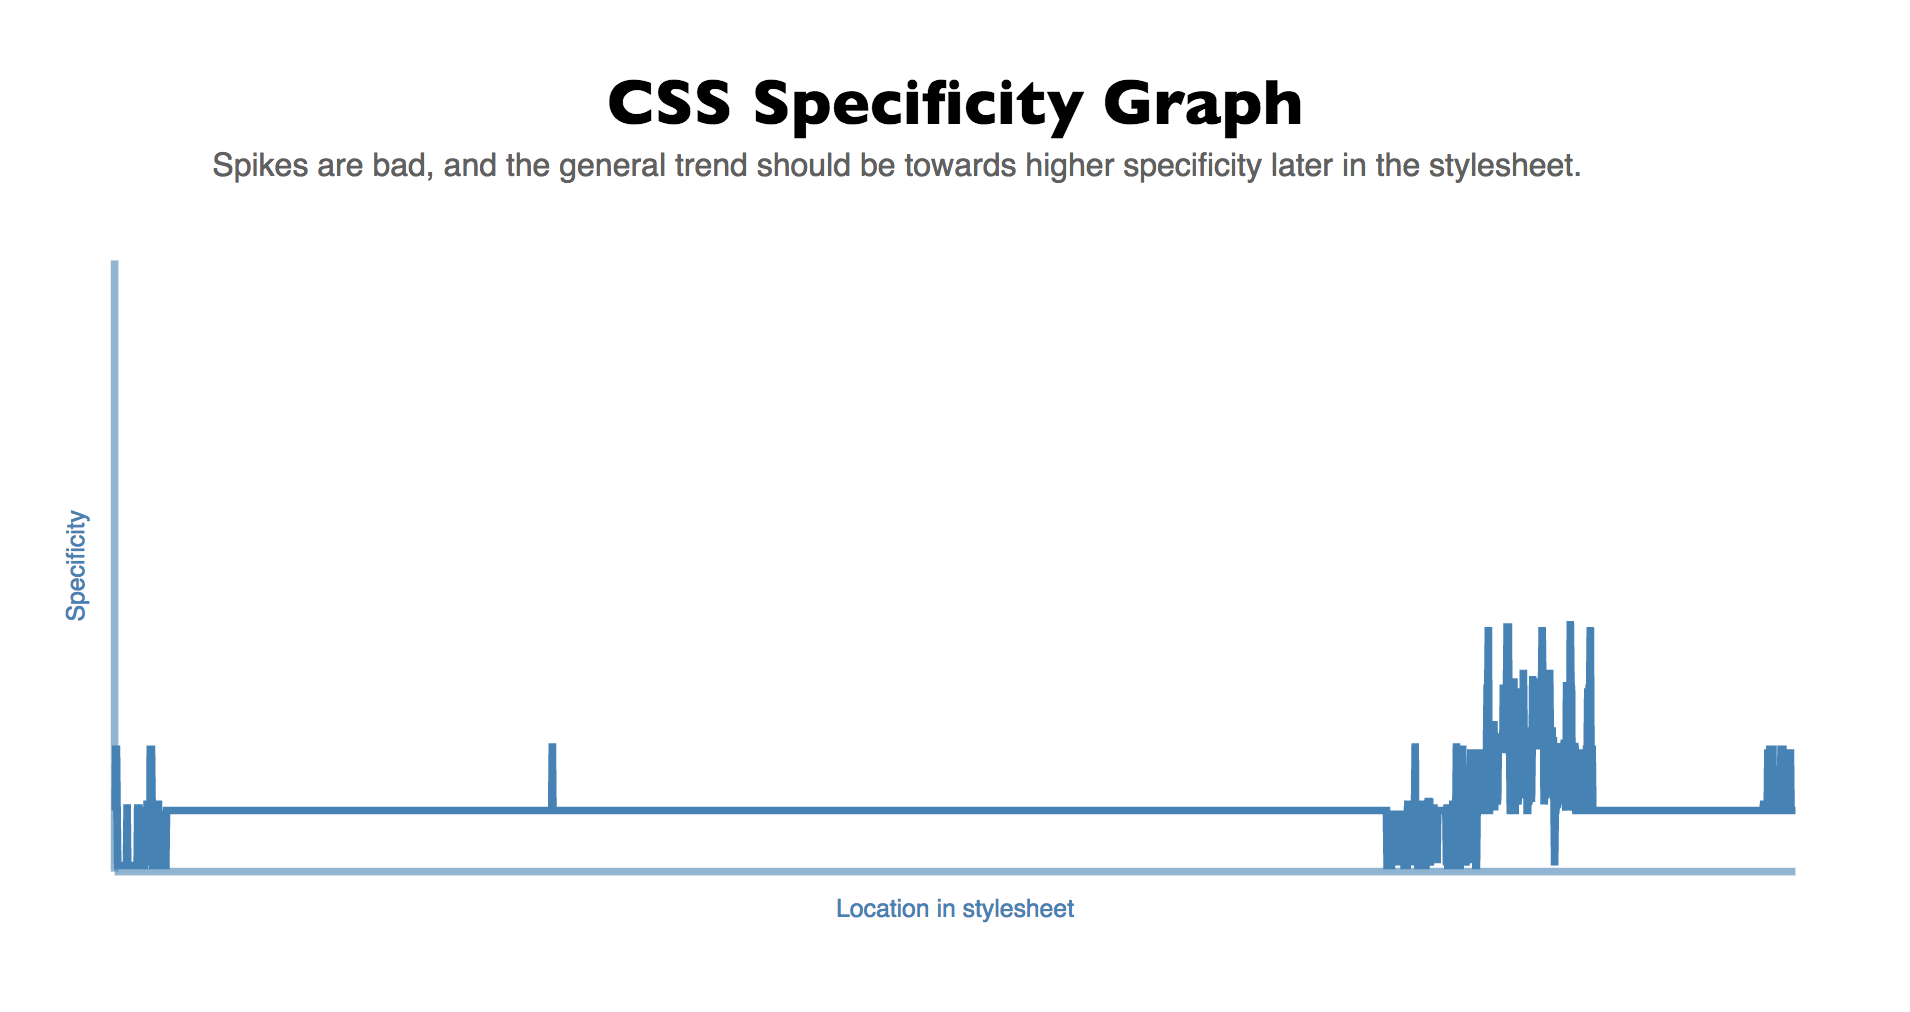 CSS Specificity Graph
Spikes are bad, and the general trend should be towards higher specificity later in the stylesheet.
Specificity
Location in stylesheet